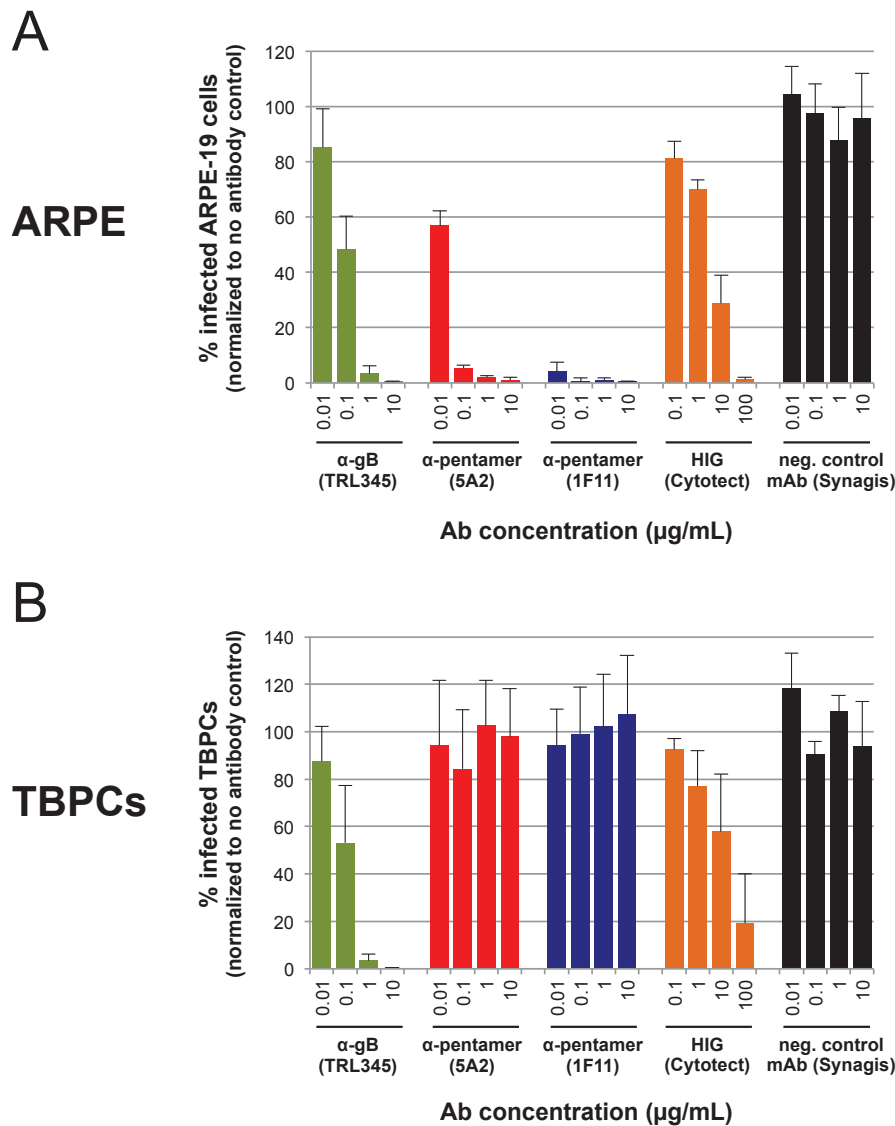 A
ARPE
% infected ARPE-19 cells
(normalized to no antibody control)
120
100
80
60
40
20
0
0.01 0.1 1 10 0.01 0.1 1 10 0.01 0.1 1 10 0.1 1 10 100 0.01 0.1 1 10
α-gB α-pentamer α-pentamer HIG neg. control
(TRL345) (5A2) (1F11) (Cytotect) mAb (Synagis)
Ab concentration (µg/mL)
B
TBPCs
% infected TBPCs
(normalized to no antibody control)
140
120
100
80
60
40
20
0
0.01 0.1 1 10 0.01 0.1 1 10 0.01 0.1 1 10 0.1 1 10 100 0.01 0.1 1 10
α-gB α-pentamer α-pentamer HIG neg. control
(TRL345) (5A2) (1F11) (Cytotect) mAb (Synagis)
Ab concentration (µg/mL)